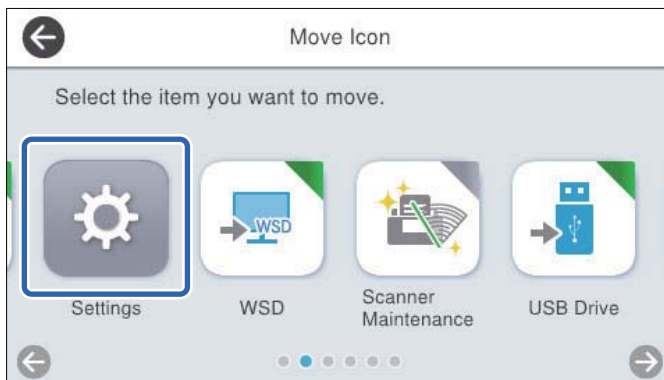 Move Icon
Select the item you want to move.
WSD
Settings
WSD
Scanner
Maintenance
USB Drive